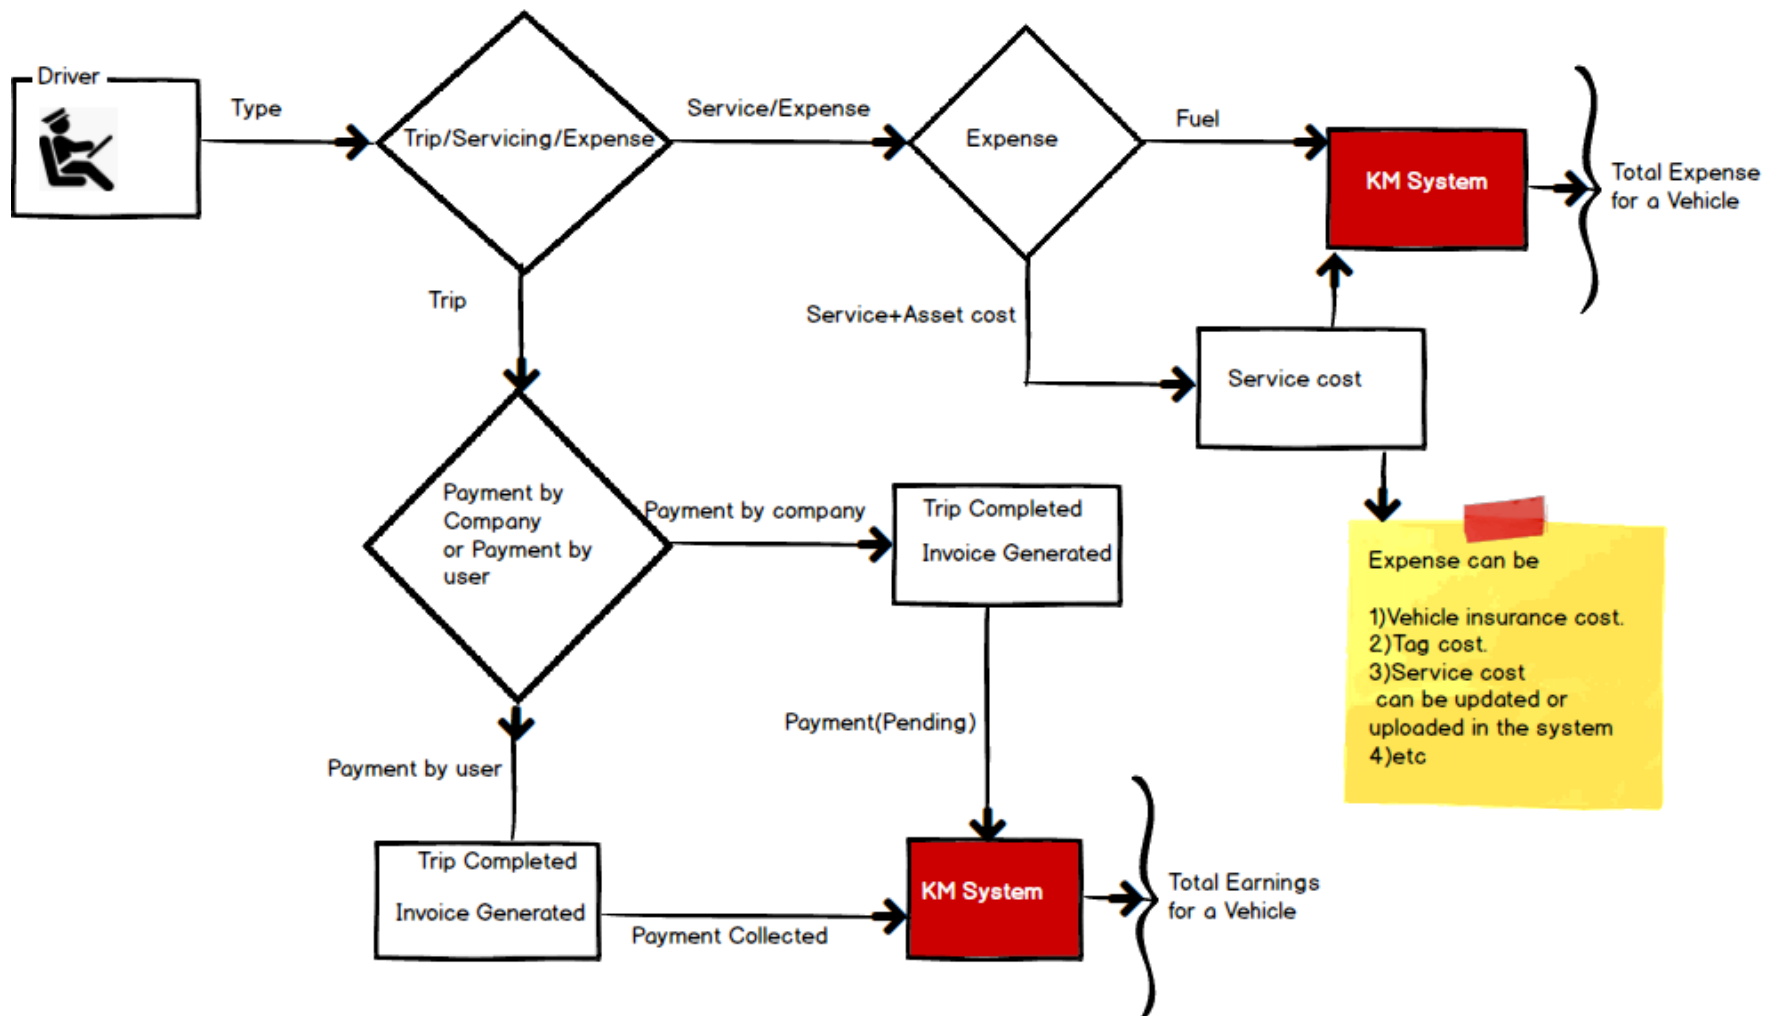 Driver
Type
Trip/Servicing/Expense
Service/Expense
Expense
Fuel
KM System
Total Expense
for a Vehicle
Trip
Service+Asset cost
Service cost
Payment by
Company
or Payment by
user
Payment by company
Trip Completed
Invoice Generated
Expense can be
1)Vehicle insurance cost.
2)Tag cost.
3)Service cost
can be updated or
uploaded in the system
4)etc
Payment(Pending)
Payment by user
Trip Completed
Invoice Generated
Payment Collected
KM System
Total Earnings
for a Vehicle